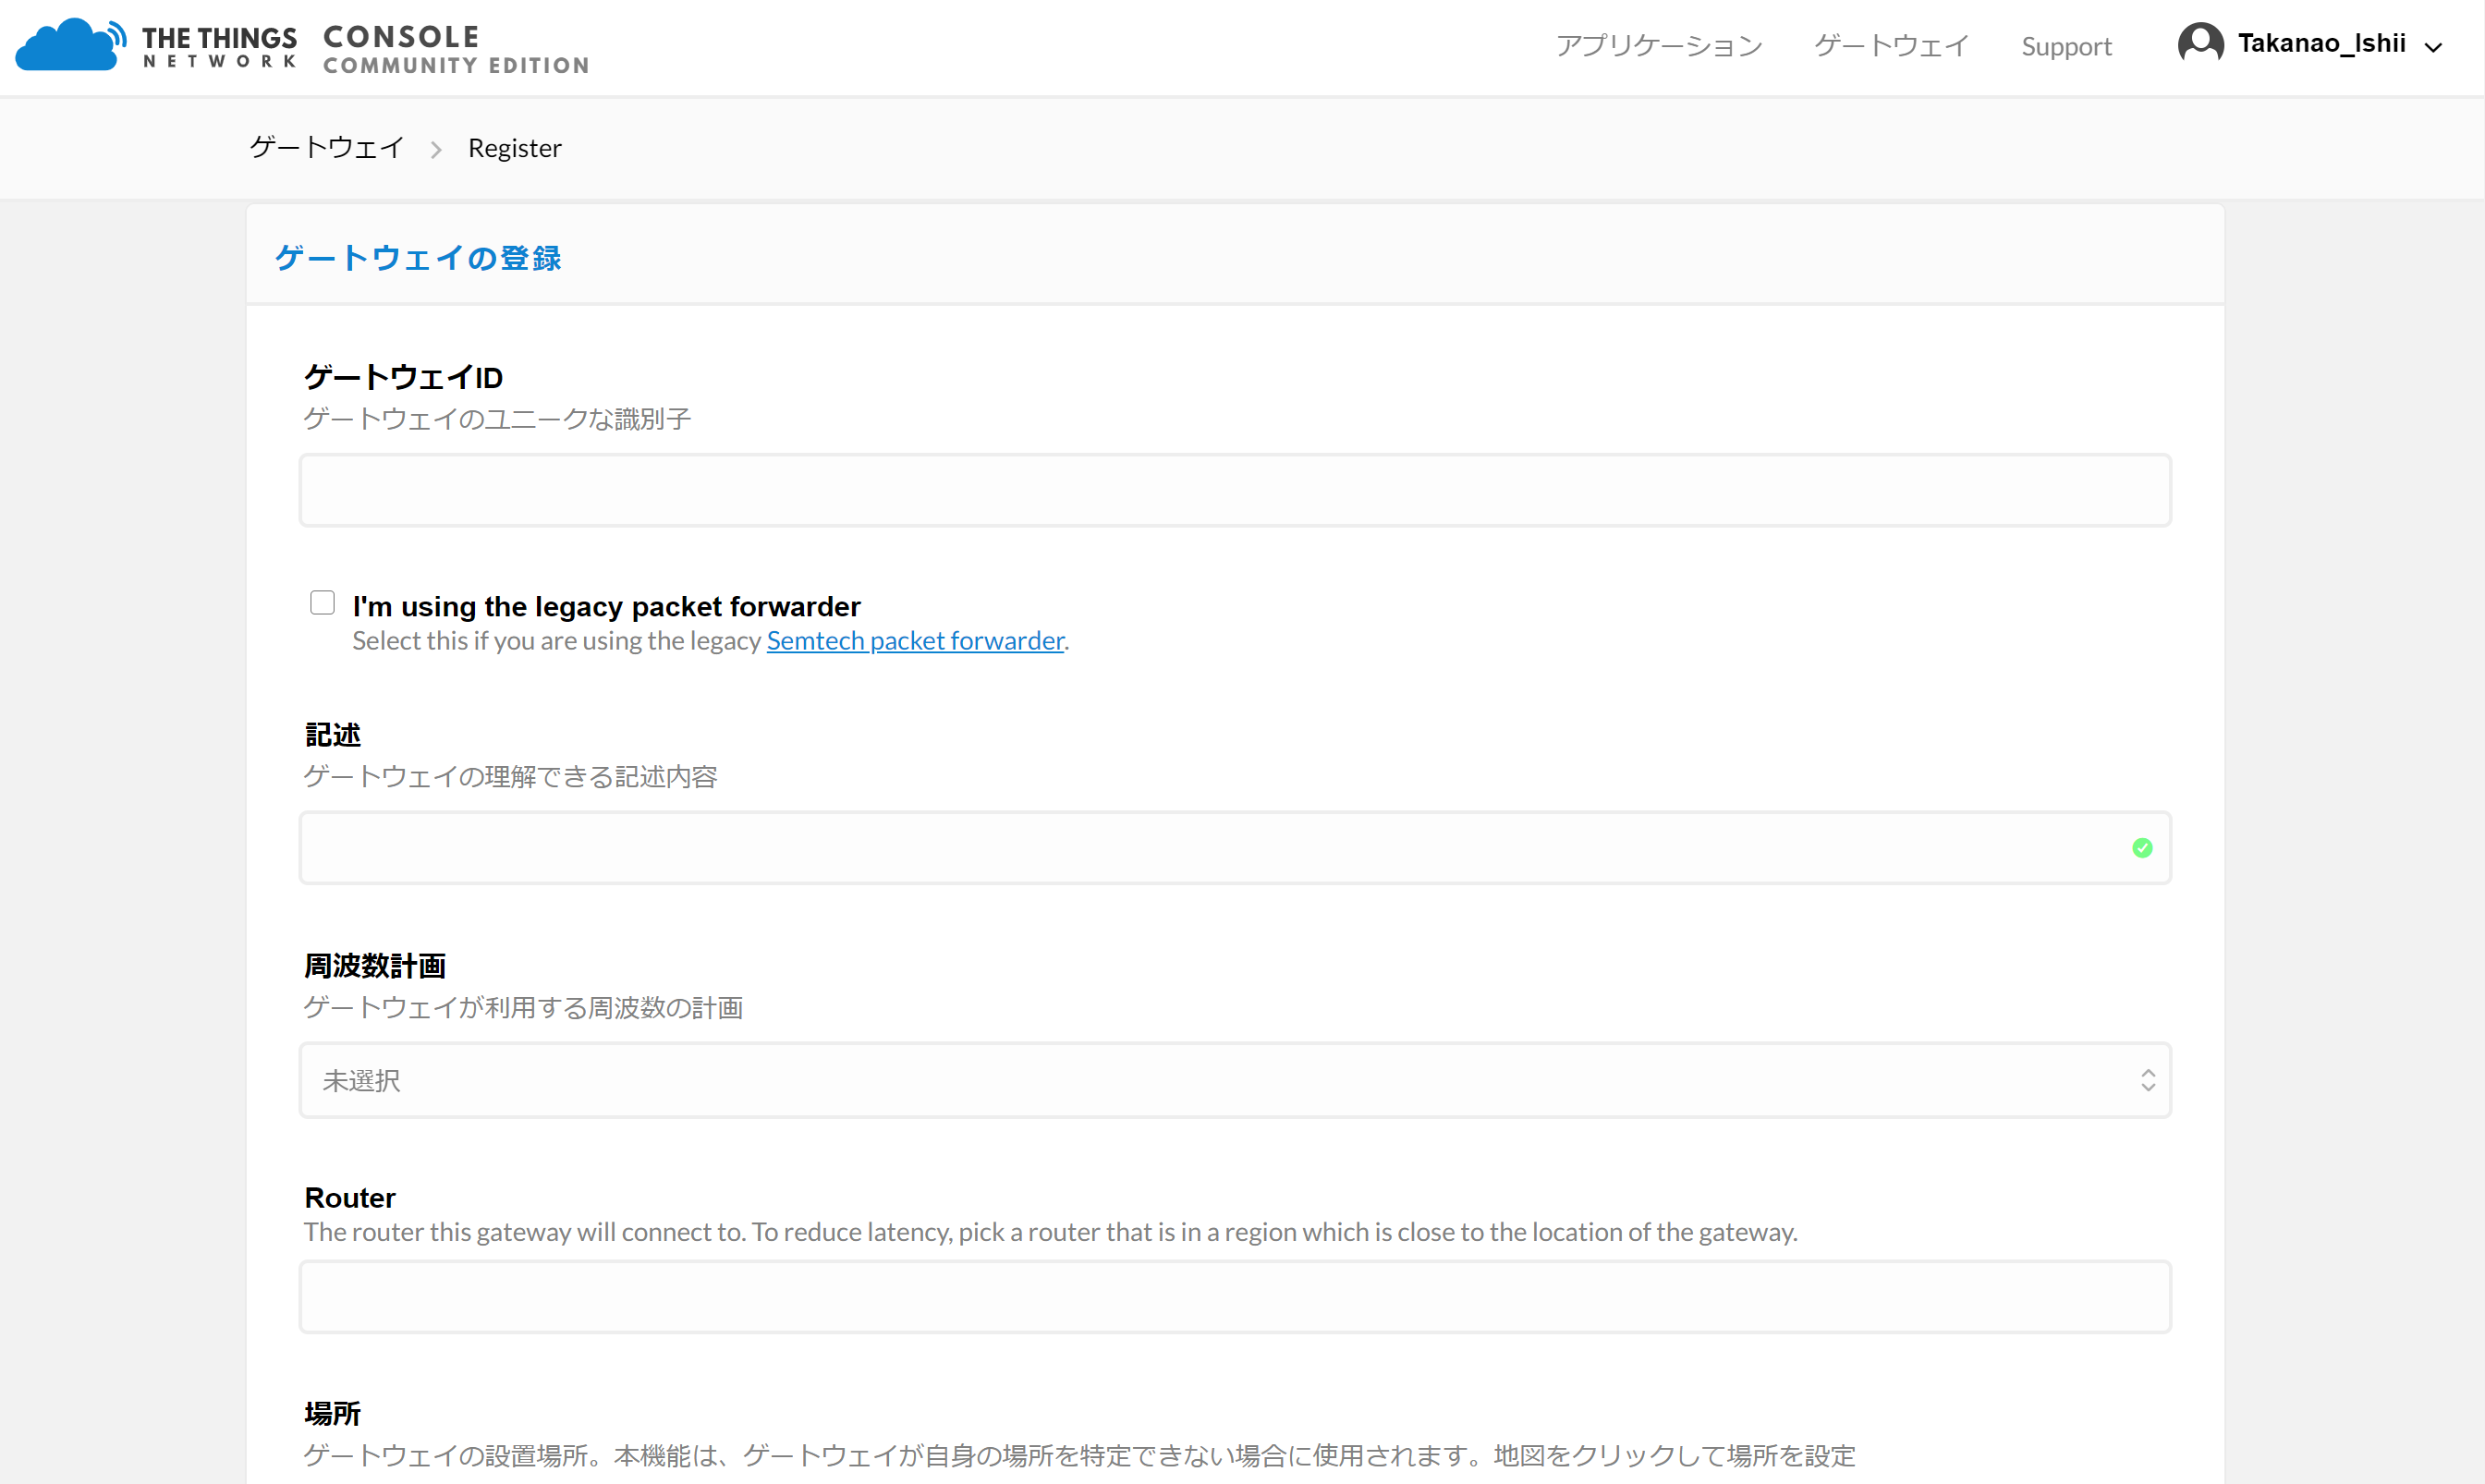 THE THINGS
NETWORK
CONSOLE
COMMUNITY EDITION
アプリケーション
ゲートウェイ
Support
Takanao_Ishii
ゲートウェイ
Register
ゲートウェイの登録
ゲートウェイID
ゲートウェイのユニークな識別子
I'm using the legacy packet forwarder
Select this if you are using the legacy Semtech packet forwarder.
記述
ゲートウェイの理解できる記述内容
周波数計画
ゲートウェイが利用する周波数の計画
未選択
Router
The router this gateway will connect to. To reduce latency, pick a router that is in a region which is close to the location of the gateway.
場所
ゲートウェイの設置場所。本機能は、ゲートウェイが自身の場所を特定できない場合に使用されます。地図をクリックして場所を設定